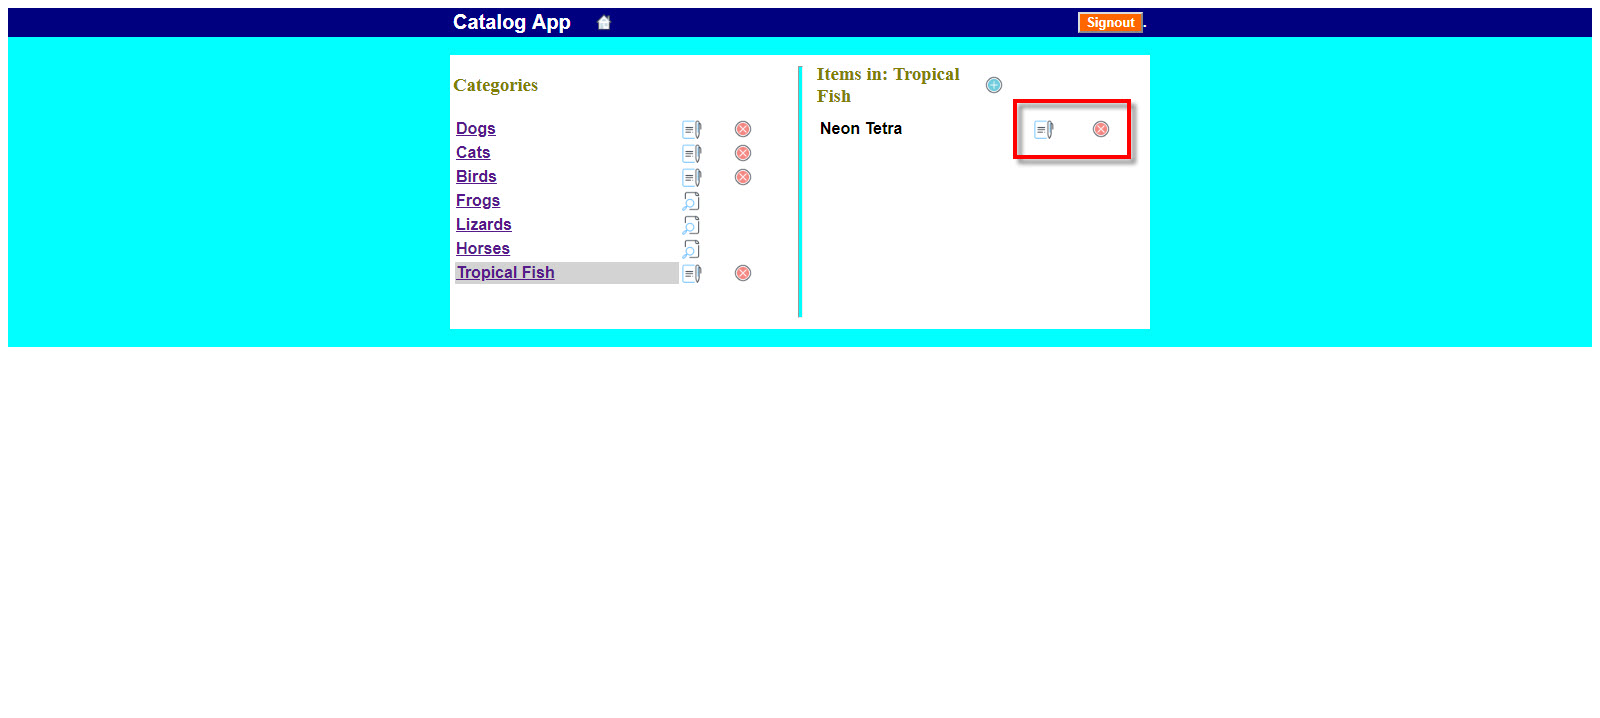 Catalog App
Signout.
Categories
Dogs
Cats
Birds
Frogs
Lizards
Horses
Tropical Fish
Items in: Tropical
Fish
Neon Tetra